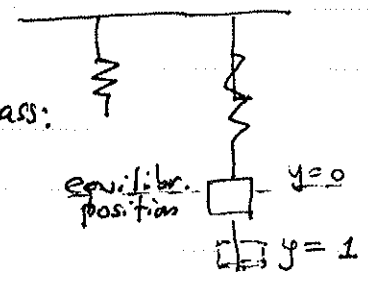 ass:
equilibr. y=0
position
y= 1